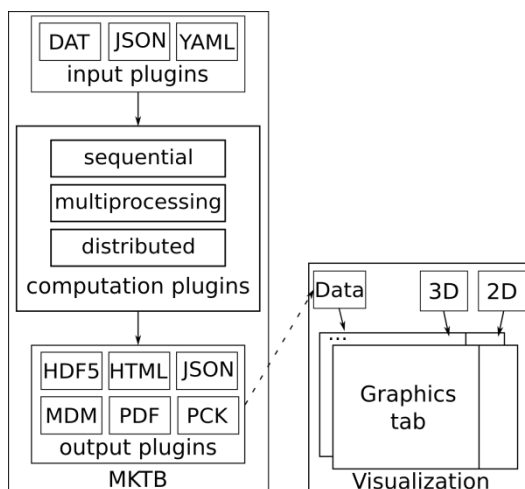 DAT JSON YAML
input plugins
sequential
multiprocessing
distributed
computation plugins
HDF5 HTML JSON
MDM PDF PCK
output plugins
MKTB
Data 3D 2D
...
Graphics
tab
Visualization